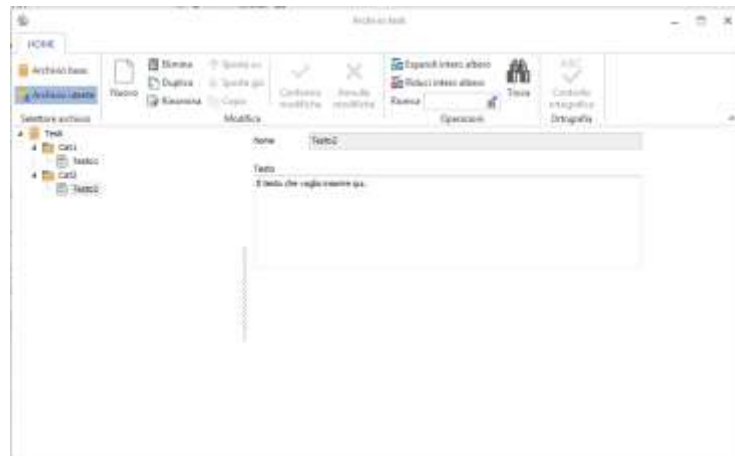 Archivio testi
HOME
Archivio base
Archivio utente
Selettore archivio
Nuovo
Elimina
Duplica
Rinomina
Sposta su
Sposta giù
Copia
Modifica
Conferma modifiche
Annulla modifiche
Espandi intero albero
Riduci intero albero
Ricerca
Operazioni
Trova
ABC
Controllo ortografico
Ortografia
Testi
Cat1
Testo1
Cat2
Testo2
Nome
Testo2
Testo
Il testo che voglio inserire qui.